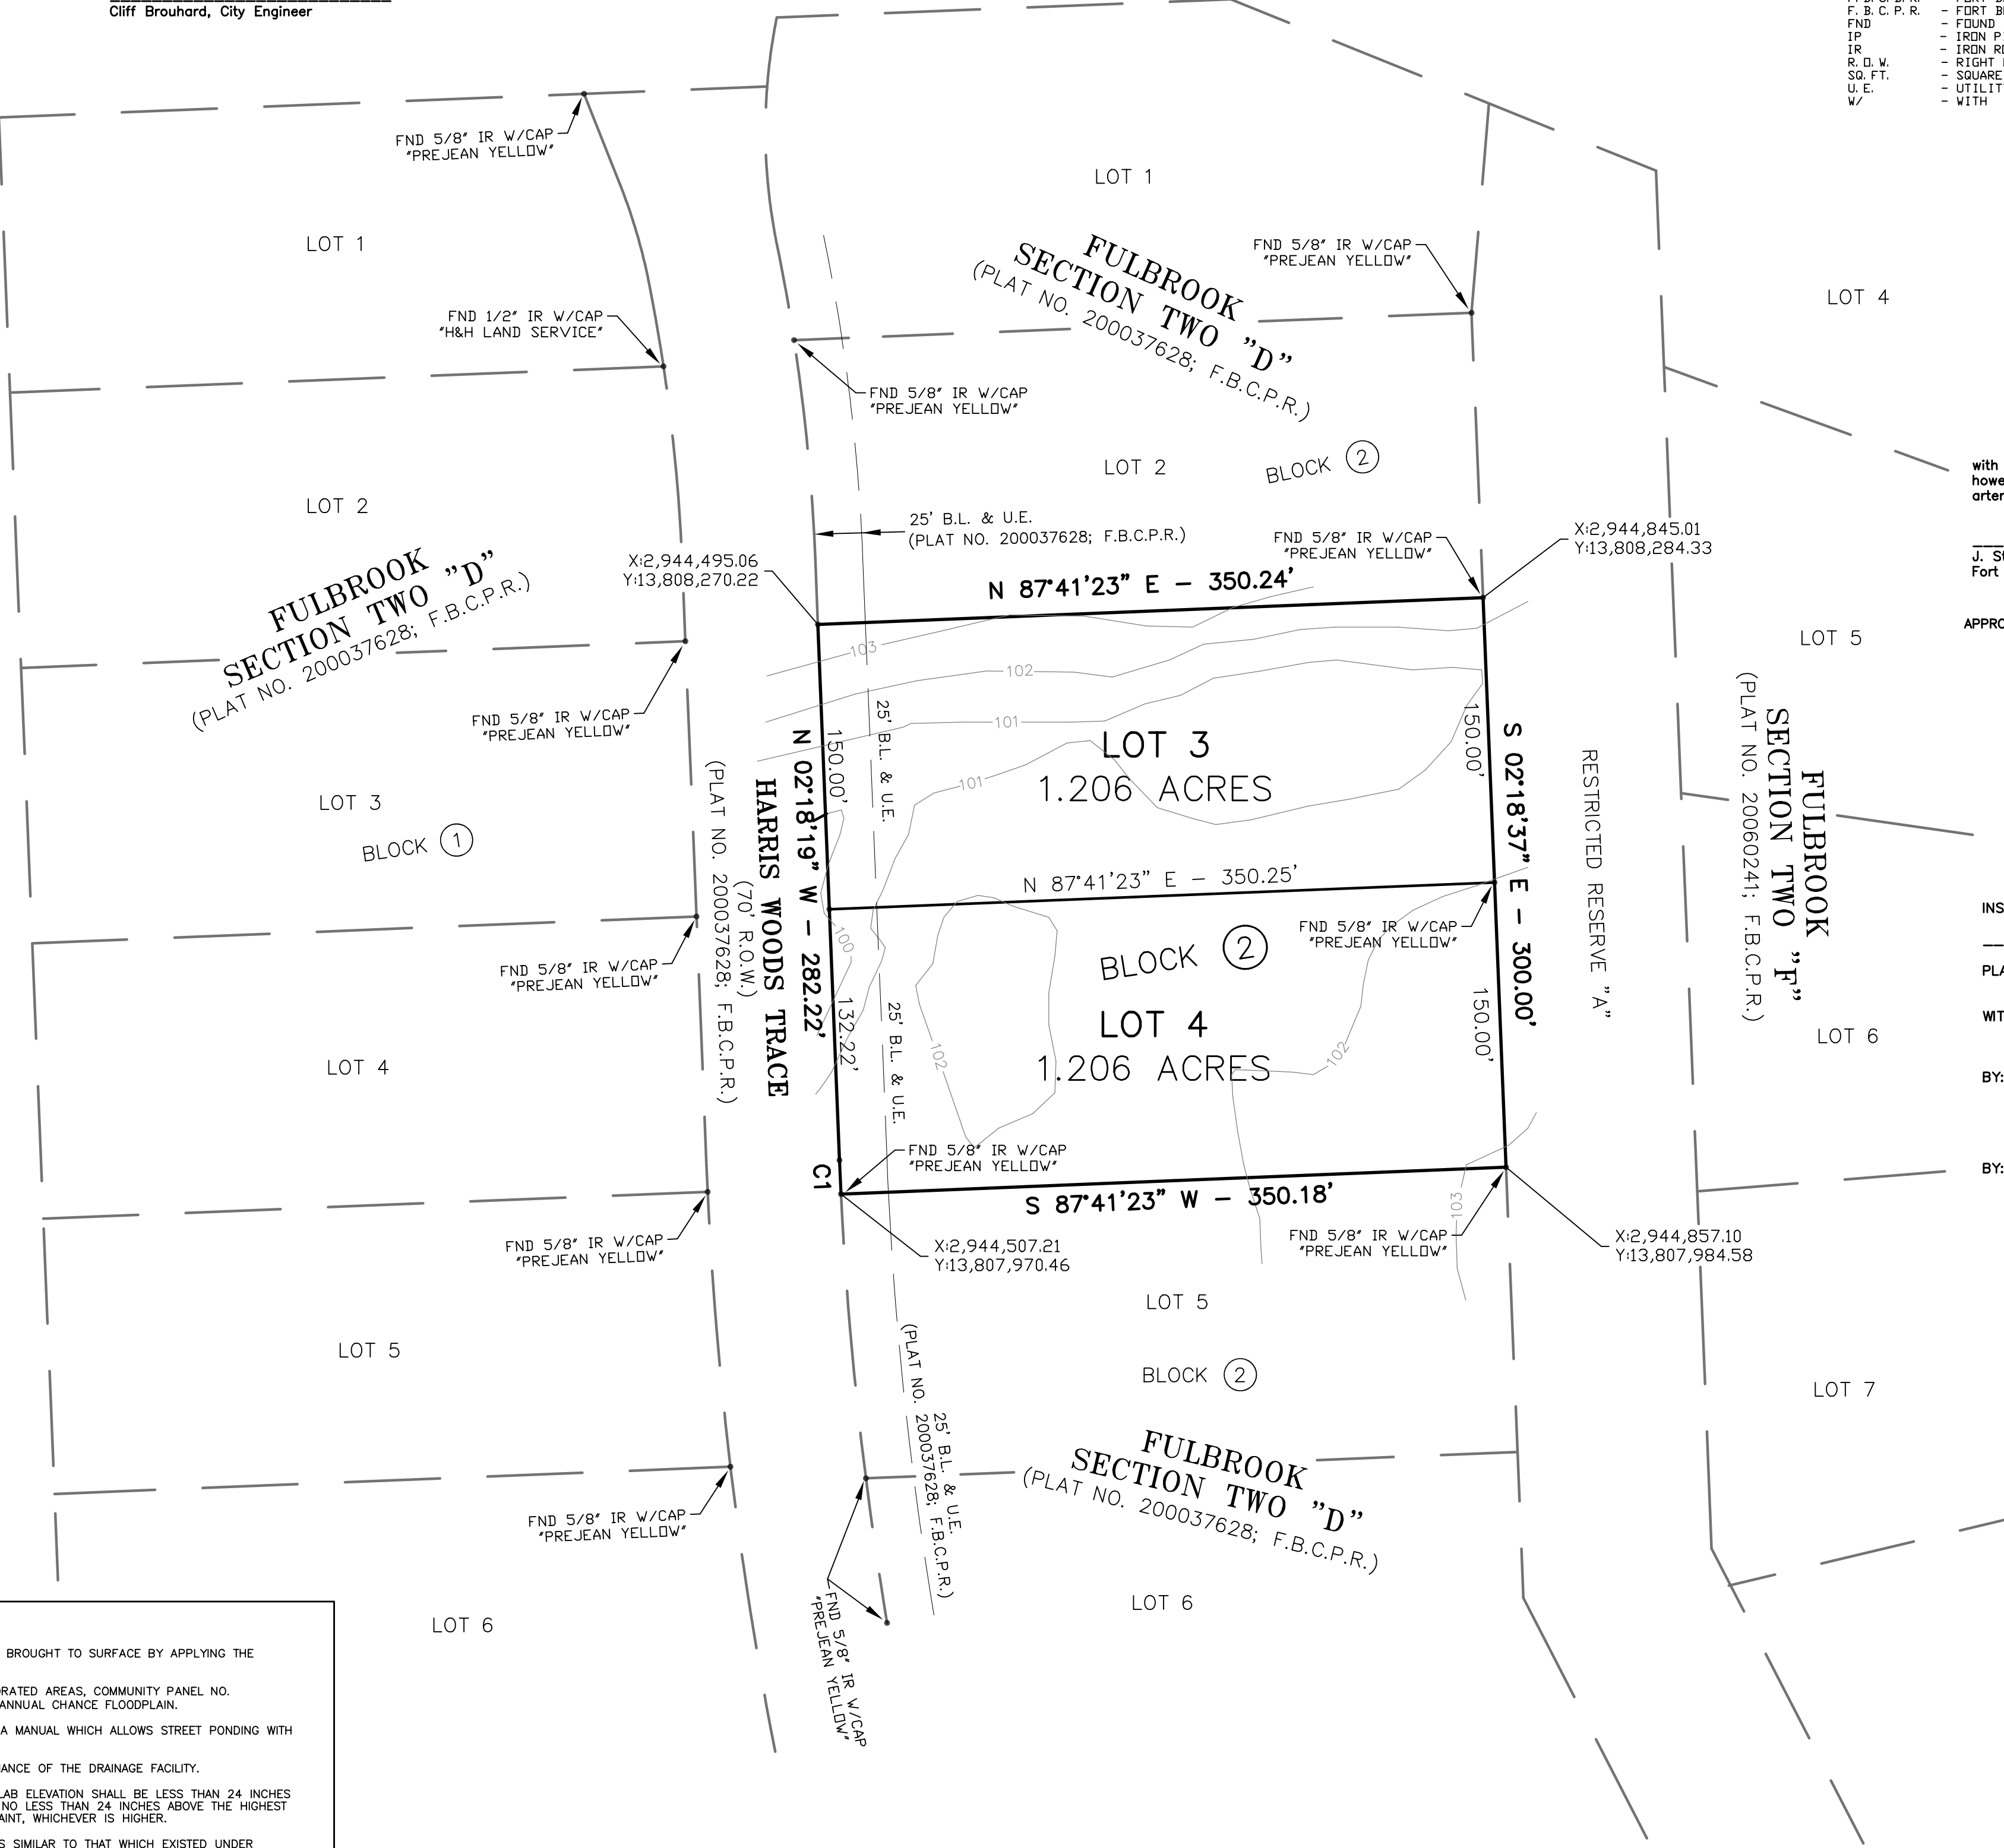 Cliff Brouhard, City Engineer
F. B. C. P. R. - FORT
FND - FOUND
IP - IRON
IR - IRON
R. O. W. - RIGHT
SQ. FT. - SQUARE
U. E.
W/ - WITH
FND 5/8" IR W/CAP
"PREJEAN YELLOW"
LOT 1
LOT 1
FULBROOK
SECTION TWO "D"
(PLAT NO. 200037628; F.B.C.P.R.)
FND 5/8" IR W/CAP
"PREJEAN YELLOW"
LOT 4
FND 1/2" IR W/CAP
"H&H LAND SERVICE"
FND 5/8" IR W/CAP
"PREJEAN YELLOW"
LOT 2
BLOCK 2
LOT 2
with
J. St
Fort
25' B.L. & U.E.
(PLAT NO. 200037628; F.B.C.P.R.)
FND 5/8" IR W/CAP
"PREJEAN YELLOW"
X:2,944,845.01
Y:13,808,284.33
X:2,944,495.06
Y:13,808,270.22
N 87°41'23" E - 350.24'
FULBROOK
SECTION TWO "D"
(PLAT NO. 200037628; F.B.C.P.R.)
LOT 5
103
102
101
FND 5/8" IR W/CAP
"PREJEAN YELLOW"
LOT 3
1.206 ACRES
101
150.00'
25' B.L. & U.E.
150.00'
N 02°18'19" W - 282.22'
S 02°18'37" E - 300.00'
HARRIS WOODS TRACE
(70' R.O.W.)
(PLAT NO. 200037628; F.B.C.P.R.)
RESTRICTED RESERVE "A"
FULBROOK
SECTION TWO "F"
(PLAT NO. 20060241; F.B.C.P.R.)
LOT 3
BLOCK 1
N 87°41'23" E - 350.25'
FND 5/8" IR W/CAP
"PREJEAN YELLOW"
BLOCK 2
100
FND 5/8" IR W/CAP
"PREJEAN YELLOW"
LOT 4
1.206 ACRES
132.22'
25' B.L. & U.E.
102
102
150.00'
LOT 6
BY:
LOT 4
FND 5/8" IR W/CAP
"PREJEAN YELLOW"
BY:
C1
S 87°41'23" W - 350.18'
103
FND 5/8" IR W/CAP
"PREJEAN YELLOW"
FND 5/8" IR W/CAP
"PREJEAN YELLOW"
X:2,944,507.21
Y:13,807,970.46
X:2,944,857.10
Y:13,807,984.58
LOT 5
LOT 5
BLOCK 2
LOT 7
25' B.L. & U.E.
(PLAT NO. 200037628; F.B.C.P.R.)
FULBROOK
SECTION TWO "D"
(PLAT NO. 200037628; F.B.C.P.R.)
FND 5/8" IR W/CAP
"PREJEAN YELLOW"
FND 5/8" IR W/CAP
"PREJEAN YELLOW"
LOT 6
LOT 6
BROUGHT TO SURFACE BY APPLYING THE
AREAS, COMMUNITY PANEL NO.
ANNUAL CHANCE FLOODPLAIN.
A MANUAL WHICH ALLOWS STREET PONDING WITH
OF THE DRAINAGE FACILITY.
ELEVATION SHALL BE LESS THAN 24 INCHES
NO LESS THAN 24 INCHES ABOVE THE HIGHEST
WHICHEVER IS HIGHER.
SIMILAR TO THAT WHICH EXISTED UNDER